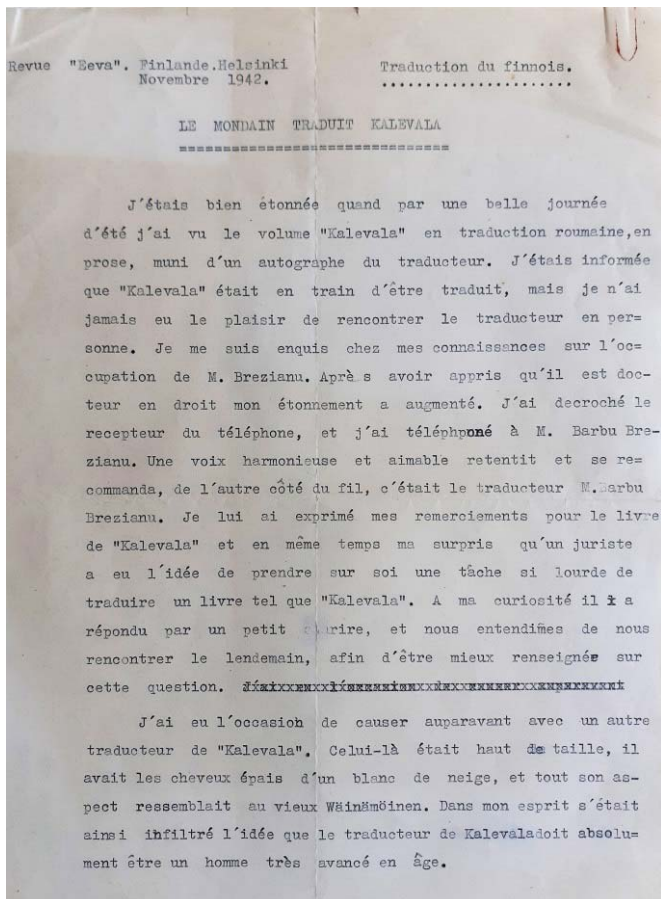 Revue "Eeva". Finlande.Helsinki Traduction du finnois.
Novembre 1942. ......................
LE MONDAIN TRADUIT KALEVALA
==============================
J´étais bien étonnée quand par une belle journée
d´été j´ai vu le volume "Kalevala" en traduction roumaine,en
prose, muni d´un autographe du traducteur. J´étais informée
que "Kalevala" était en train d´être traduit, mais je n´ai
jamais eu le plaisir de rencontrer le traducteur en per=
sonne. Je me suis enquis chez mes connaissances sur l´oc=
cupation de M. Brezianu. Aprè s avoir appris qu´il est doc-
teur en droit mon étonnement a augmenté. J´ai decroché le
recepteur du téléphone, et j´ai téléphponé à M. Barbu Bre-
zianu. Une voix harmonieuse et aimable retentit et se re=
commanda, de l´autre côté du fil, c´était le traducteur M.Barbu
Brezianu. Je lui ai exprimé mes remerciements pour le livre
de "Kalevala" et en même temps ma surpris qu´un juriste
a eu l´idée de prendre sur soi une tâche si lourde de
traduire un livre tel que "Kalevala". A ma curiosité il x a
répondu par un petit , et nous entendîmes de nous
rencontrer le lendemain, afin d´être mieux renseignée sur
cette question.
J´ai eu l´occasion de causer auparavant avec un autre
traducteur de "Kalevala". Celui-là était haut de taille, il
avait les cheveux épais d´un blanc de neige, et tout son as-
pect ressemblait au vieux Wäinämöinen. Dans mon esprit s´était
ainsi infiltré l´idée que le traducteur de Kalevaladoit absolu=
ment être un homme très avancé en âge.